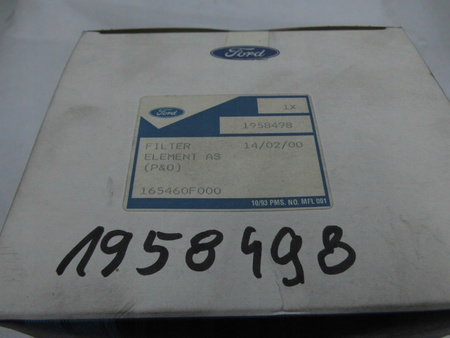 Ford
Ford
1X
1958498
FILTER 14/02/00
ELEMENT AS
(P&O)
165460F000
10/93 PMS. NO. MFL 001
1958498